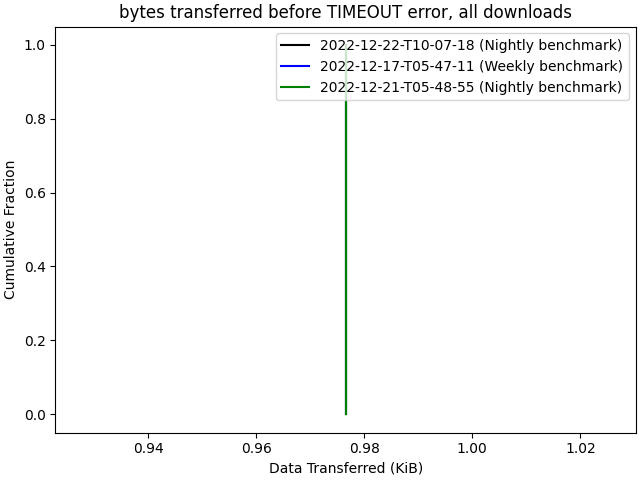 bytes transferred before TIMEOUT error, all downloads
2022-12-22-T10-07-18 (Nightly benchmark)
2022-12-17-T05-47-11 (Weekly benchmark)
2022-12-21-T05-48-55 (Nightly benchmark)
Cumulative Fraction
1.0
0.8
0.6
0.4
0.2
0.0
0.94 0.96 0.98 1.00 1.02
Data Transferred (KiB)